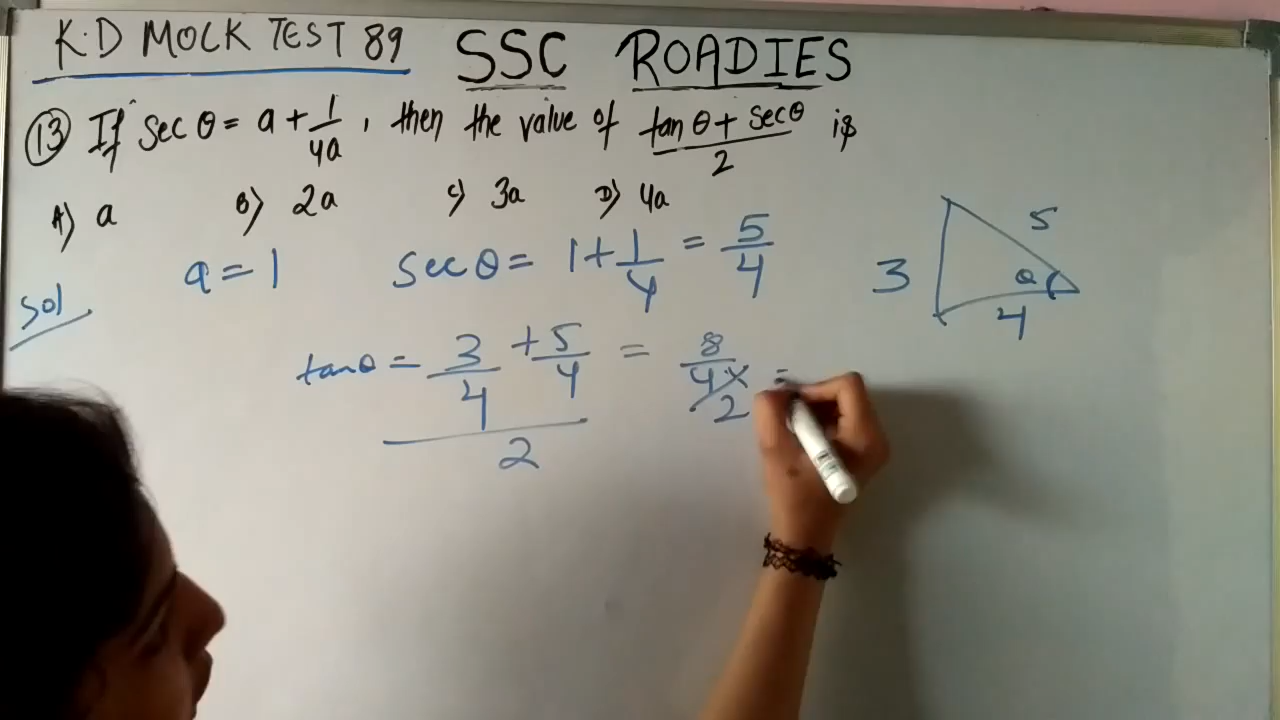 K.D MOCK TEST 89 SSC ROADIES
(13) If sec θ = a + 1/4a, then the value of (tan θ + sec θ)/2 is
A) a B) 2a C) 3a D) 4a
Sol a = 1 sec θ = 1 + 1/4 = 5/4
3 5 θ 4
tan θ = (3/4 + 5/4)/2 = 8/(4 × 2) =